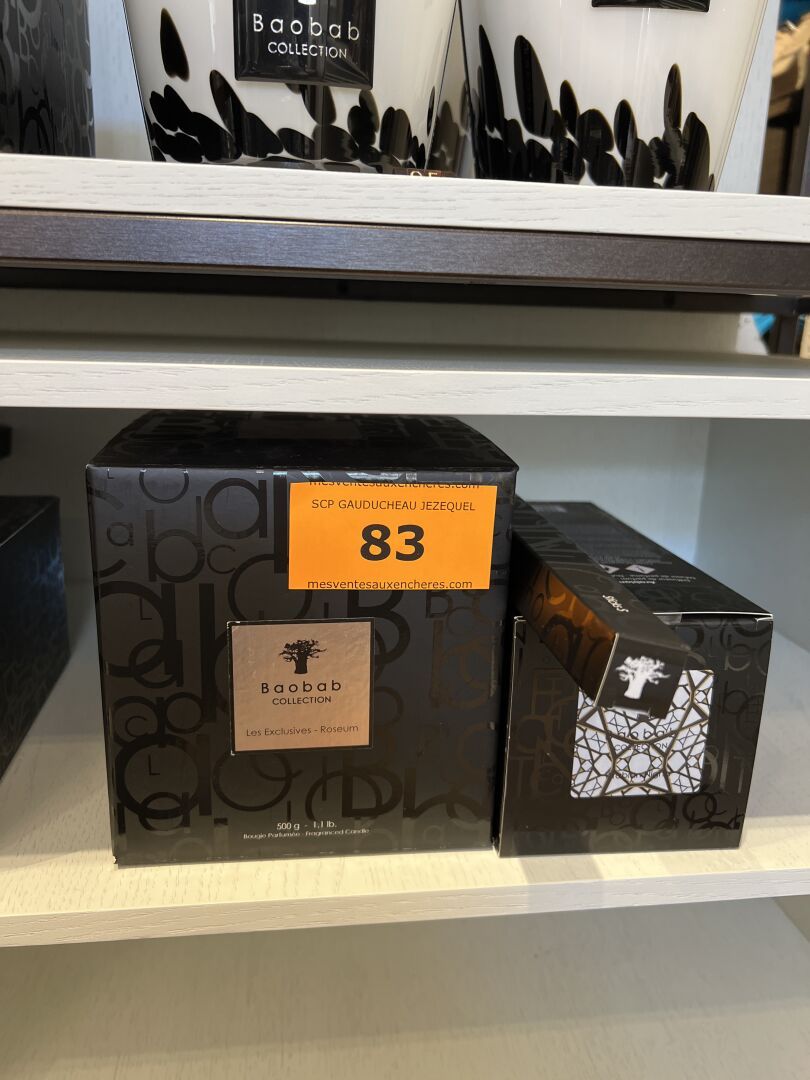 Baobab
COLLECTION
mesventesauxencheres.com
SCP GAUDUCHEAU JEZEQUEL
83
mesventesauxencheres.com
Baobab
COLLECTION
Les Exclusives - Roseum
500 g - 1,1 lb.
Bougie Parfumée - Fragranced Candle
COLLECTION